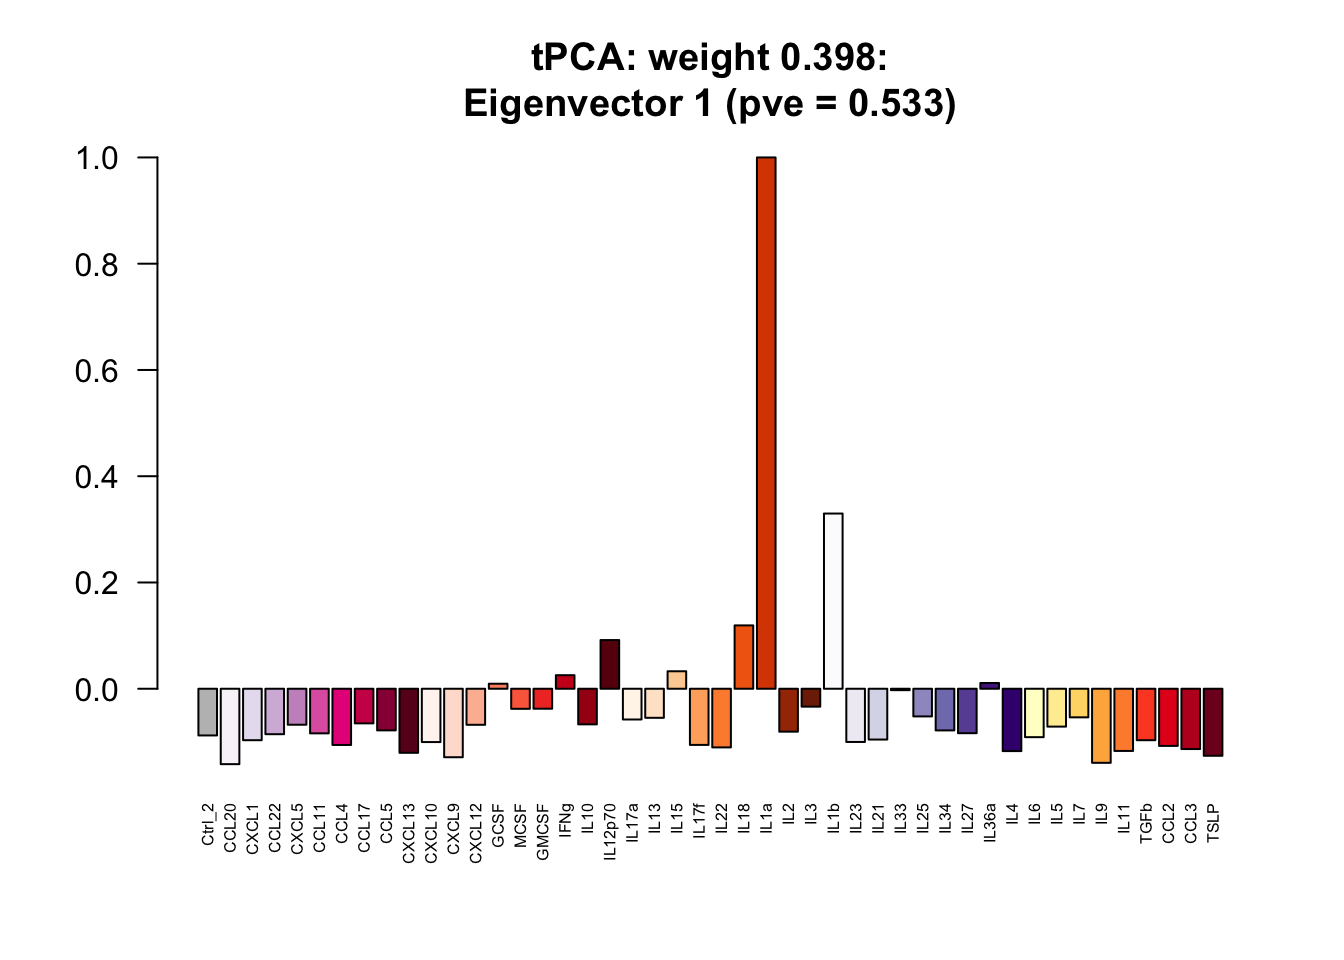 tPCA: weight 0.398:
Eigenvector 1 (pve = 0.533)
1.0
0.8
0.6
0.4
0.2
0.0
Ctrl_2
CCL20
CXCL1
CCL22
CXCL5
CCL11
CCL4
CCL17
CCL5
CXCL13
CXCL10
CXCL9
CXCL12
GCSF
MCSF
GMCSF
IFNg
IL10
IL12p70
IL17a
IL13
IL15
IL17f
IL22
IL18
IL1a
IL2
IL3
IL1b
IL23
IL21
IL33
IL25
IL34
IL27
IL36a
IL4
IL6
IL5
IL7
IL9
IL11
TGFb
CCL2
CCL3
TSLP